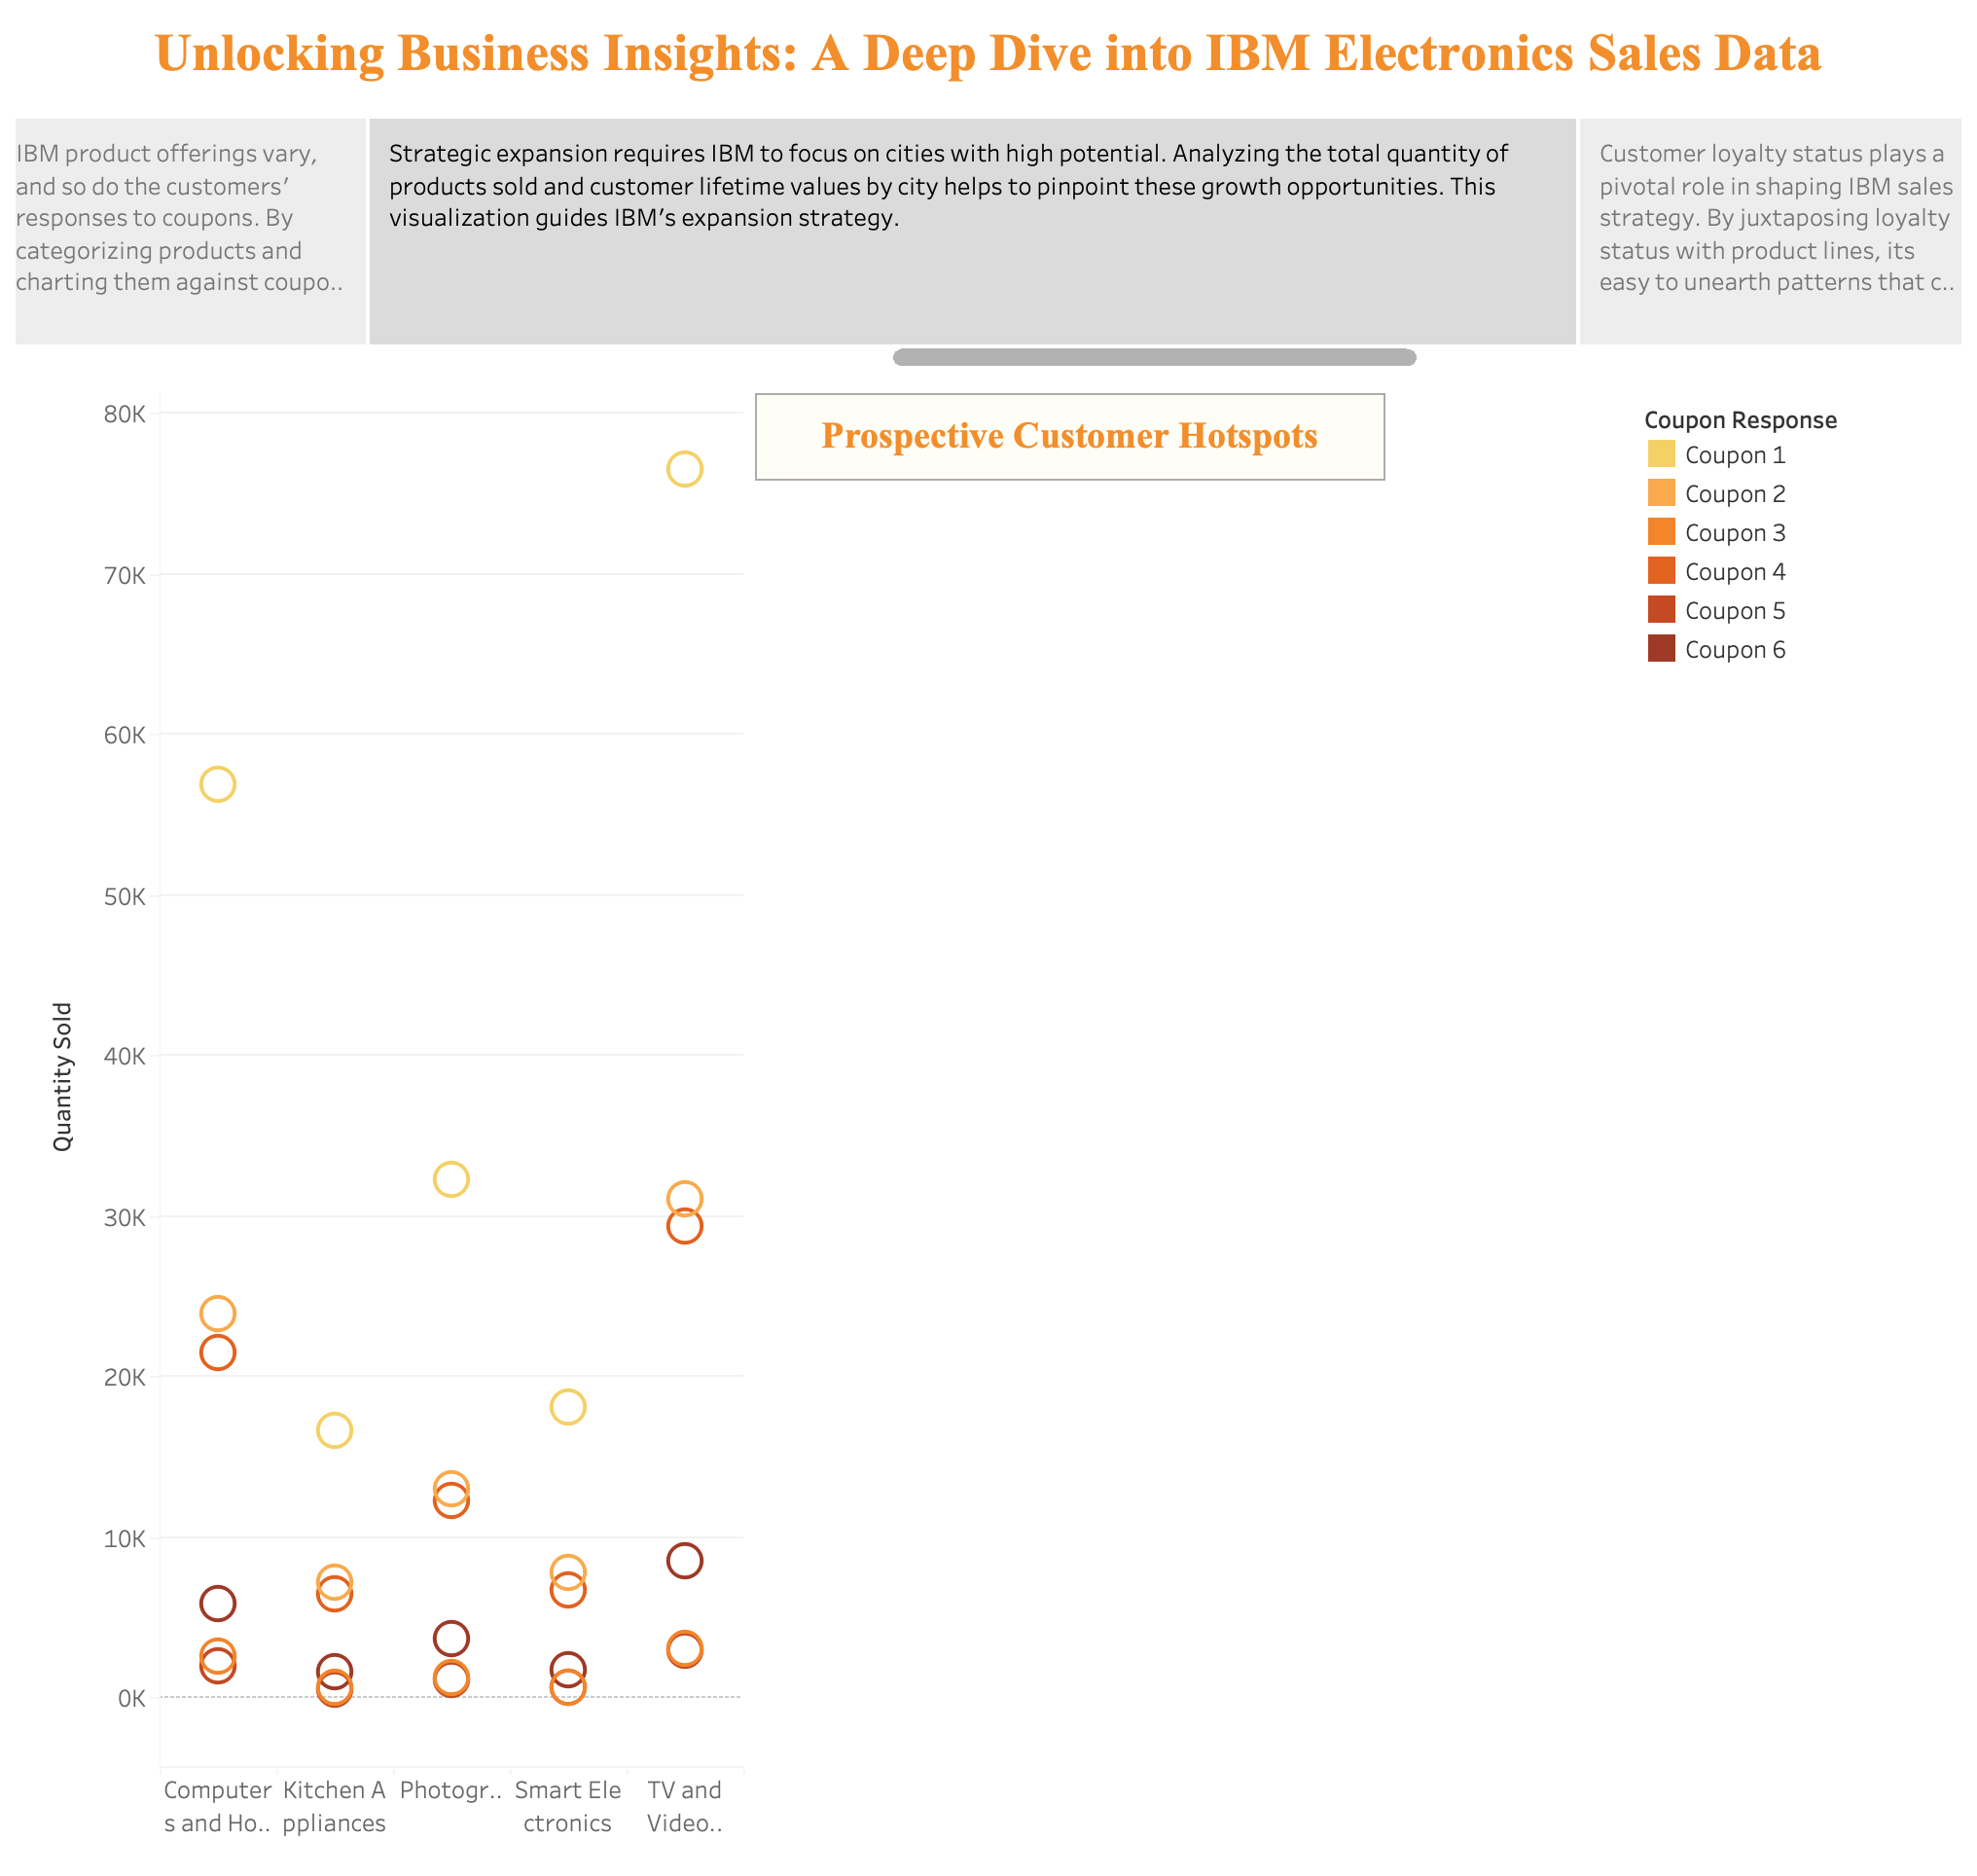 Unlocking Business Insights: A Deep Dive into IBM Electronics Sales Data
IBM product offerings vary,
and so do the customers’
responses to coupons. By
categorizing products and
charting them against coupo..
Strategic expansion requires IBM to focus on cities with high potential. Analyzing the total quantity of
products sold and customer lifetime values by city helps to pinpoint these growth opportunities. This
visualization guides IBM’s expansion strategy.
Customer loyalty status plays a
pivotal role in shaping IBM sales
strategy. By juxtaposing loyalty
status with product lines, its
easy to unearth patterns that c..
Prospective Customer Hotspots
Coupon Response
Coupon 1
Coupon 2
Coupon 3
Coupon 4
Coupon 5
Coupon 6
Quantity Sold
80K
70K
60K
50K
40K
30K
20K
10K
0K
Computer
s and Ho..
Kitchen A
ppliances
Photogr..
Smart Ele
ctronics
TV and
Video..